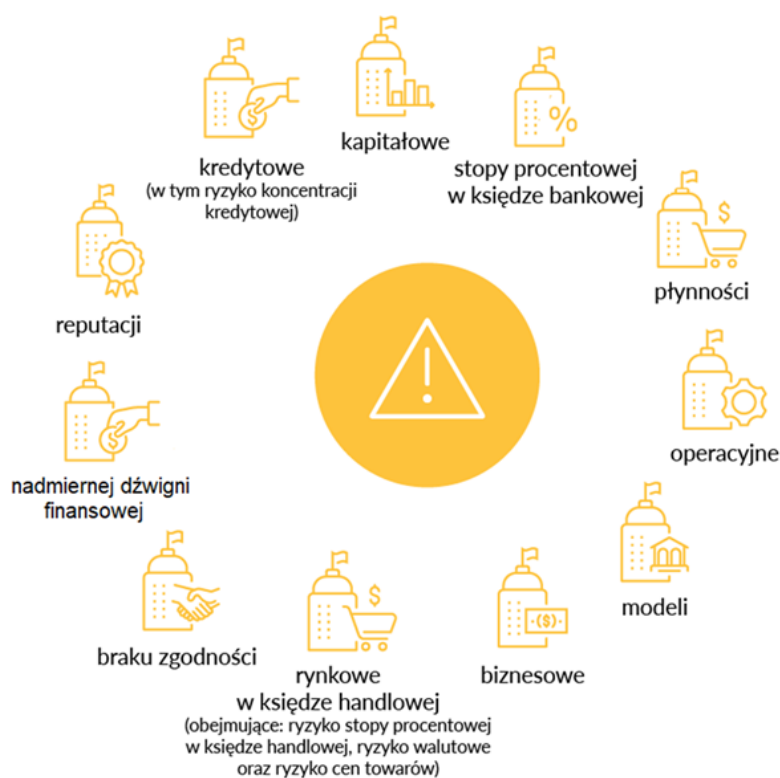 kapitałowe
kredytowe
(w tym ryzyko koncentracji
kredytowej)
stopy procentowej
w księdze bankowej
płynności
reputacji
operacyjne
nadmiernej dźwigni
finansowej
modeli
braku zgodności
rynkowe
w księdze handlowej
(obejmujące: ryzyko stopy procentowej
w księdze handlowej, ryzyko walutowe
oraz ryzyko cen towarów)
biznesowe